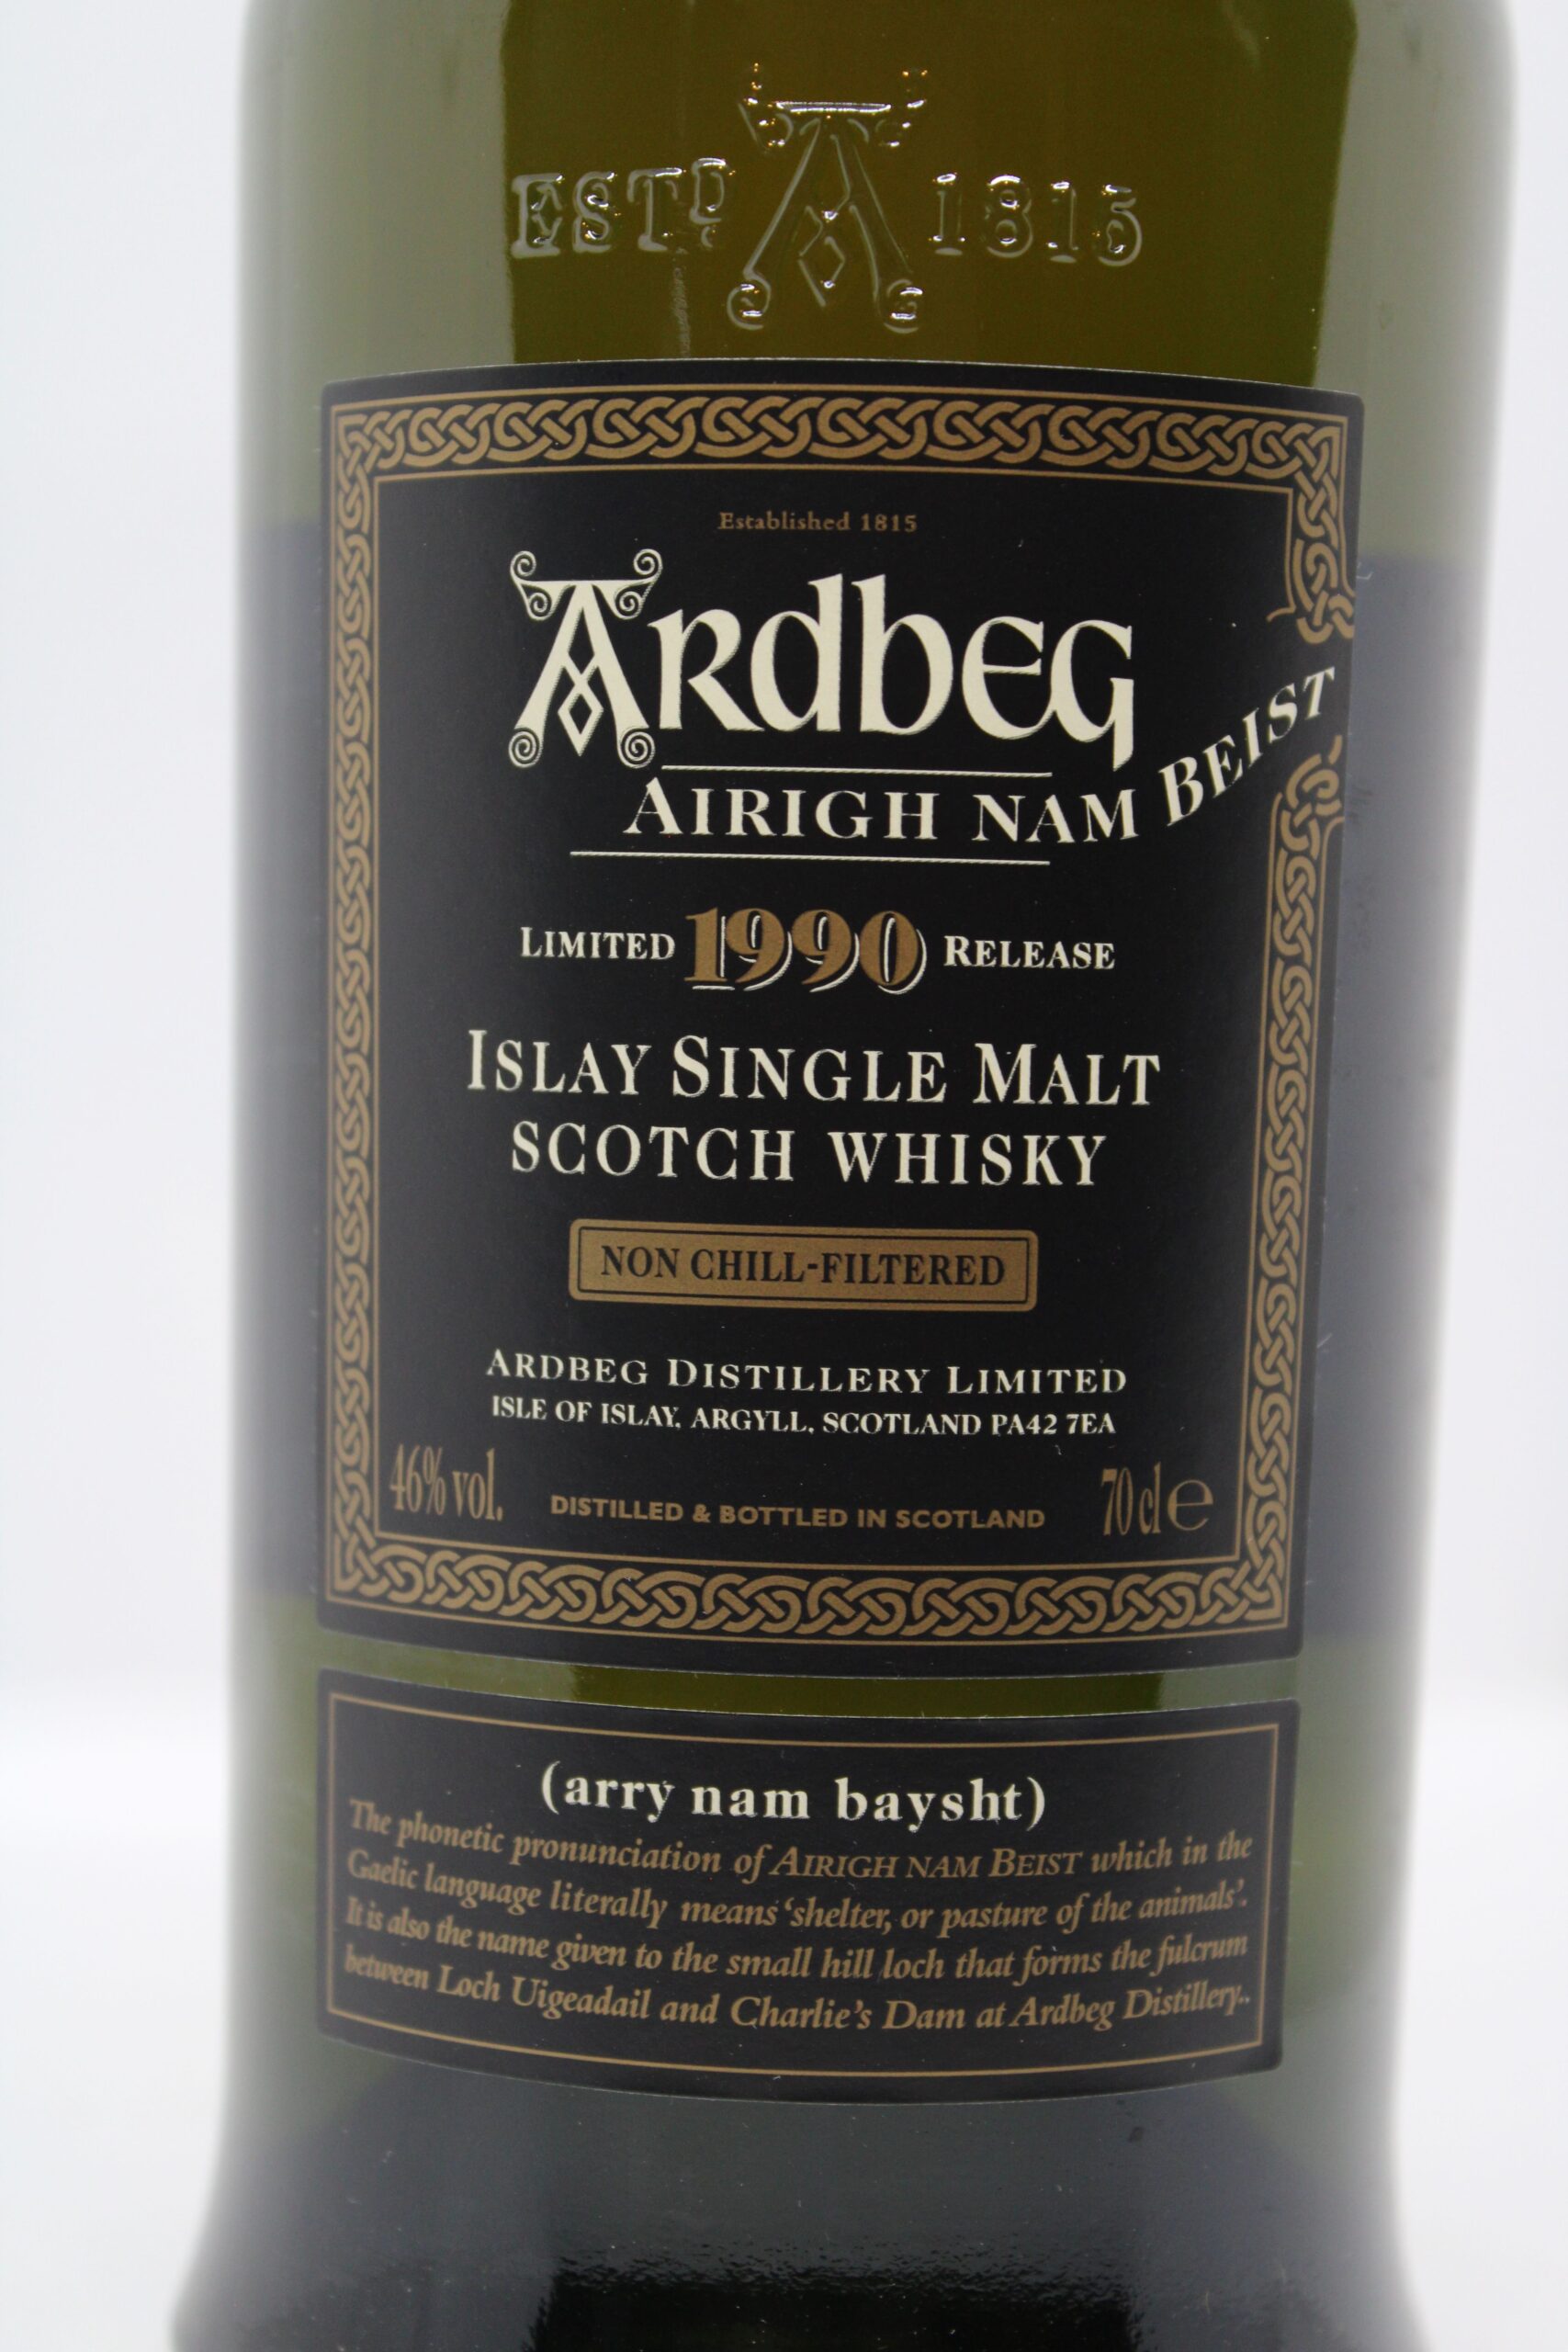 ESTD 1815
Established 1815
ARdbEG
AIRIGH NAM BEIST
LIMITED 1990 RELEASE
ISLAY SINGLE MALT
SCOTCH WHISKY
NON CHILL-FILTERED
ARDBEG DISTILLERY LIMITED
ISLE OF ISLAY, ARGYLL, SCOTLAND PA42 7EA
46% vol. DISTILLED & BOTTLED IN SCOTLAND 70 cl e
(arry nam baysht)
The phonetic pronunciation of AIRIGH NAM BEIST which in the
Gaelic language literally means ‘shelter, or pasture of the animals’.
It is also the name given to the small hill loch that forms the fulcrum
between Loch Uigeadail and Charlie’s Dam at Ardbeg Distillery..